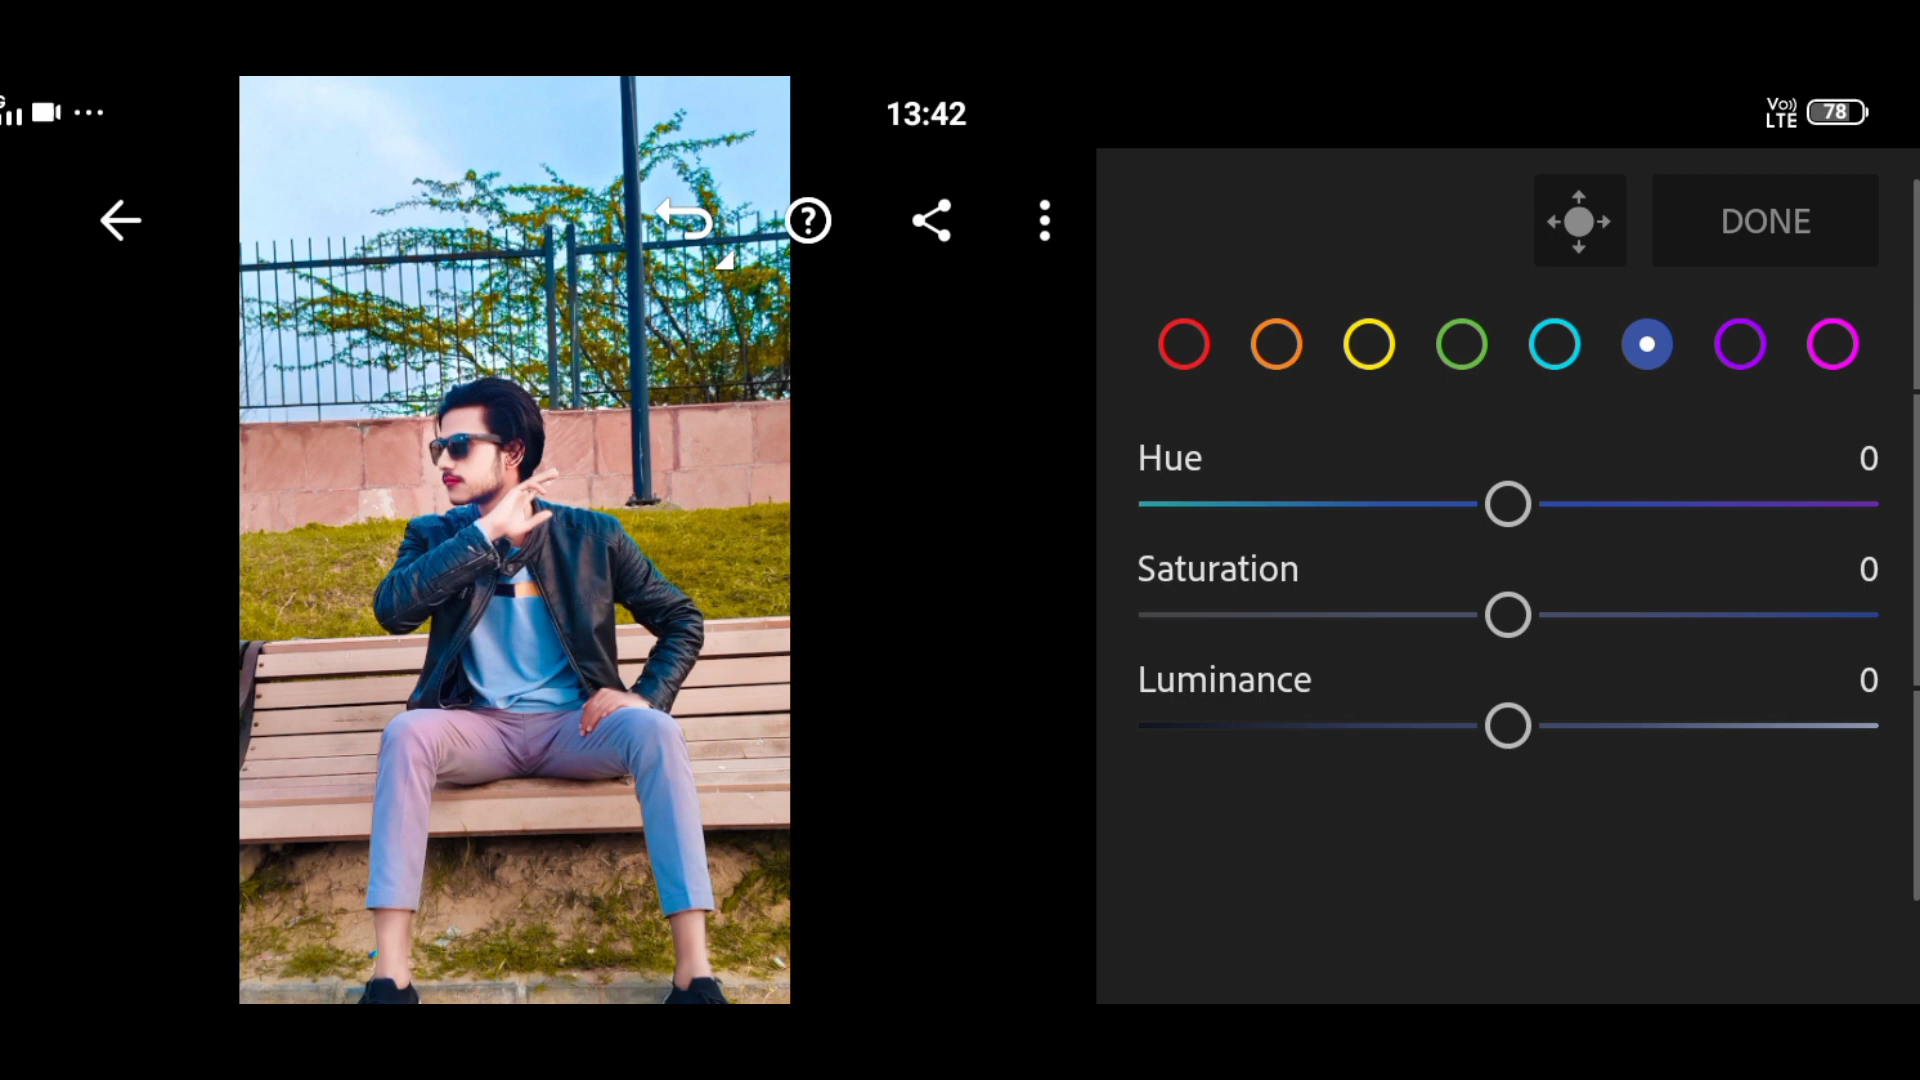 13:42
Vo))
LTE
78
?
DONE
Hue 0
Saturation 0
Luminance 0